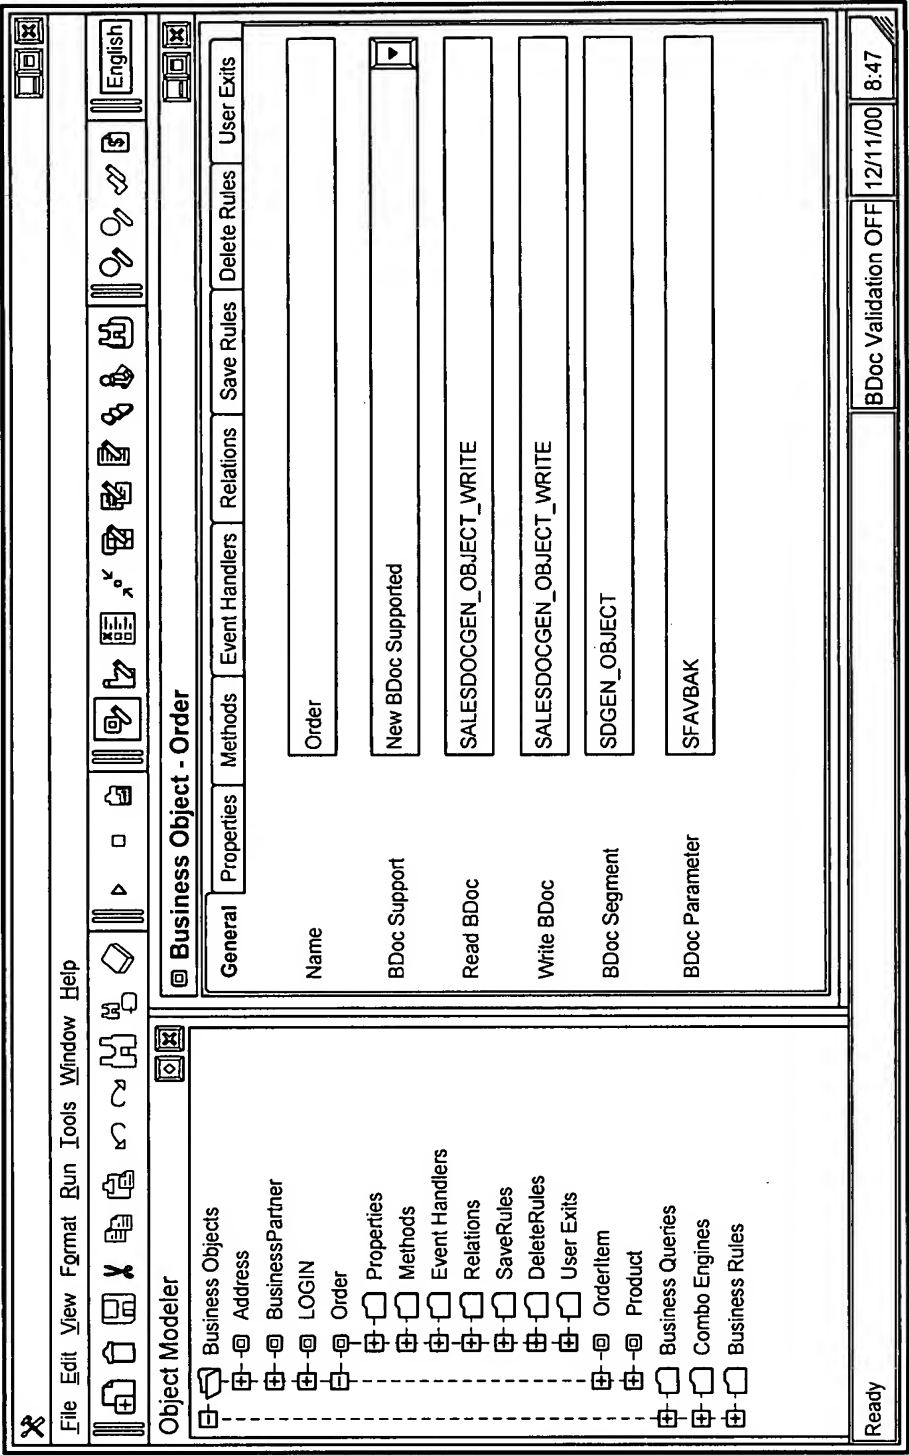 File Edit View Format Run Tools Window Help
English
Object Modeler
Business Objects
Address
BusinessPartner
LOGIN
Order
Properties
Methods
Event Handlers
Relations
SaveRules
DeleteRules
User Exits
OrderItem
Product
Business Queries
Combo Engines
Business Rules
Business Object - Order
General Properties Methods Event Handlers Relations Save Rules Delete Rules User Exits
Name Order
BDoc Support New BDoc Supported
Read BDoc SALESDOCGEN_OBJECT_WRITE
Write BDoc SALESDOCGEN_OBJECT_WRITE
BDoc Segment SDGEN_OBJECT
BDoc Parameter SFAVBAK
Ready BDoc Validation OFF 12/11/00 8:47